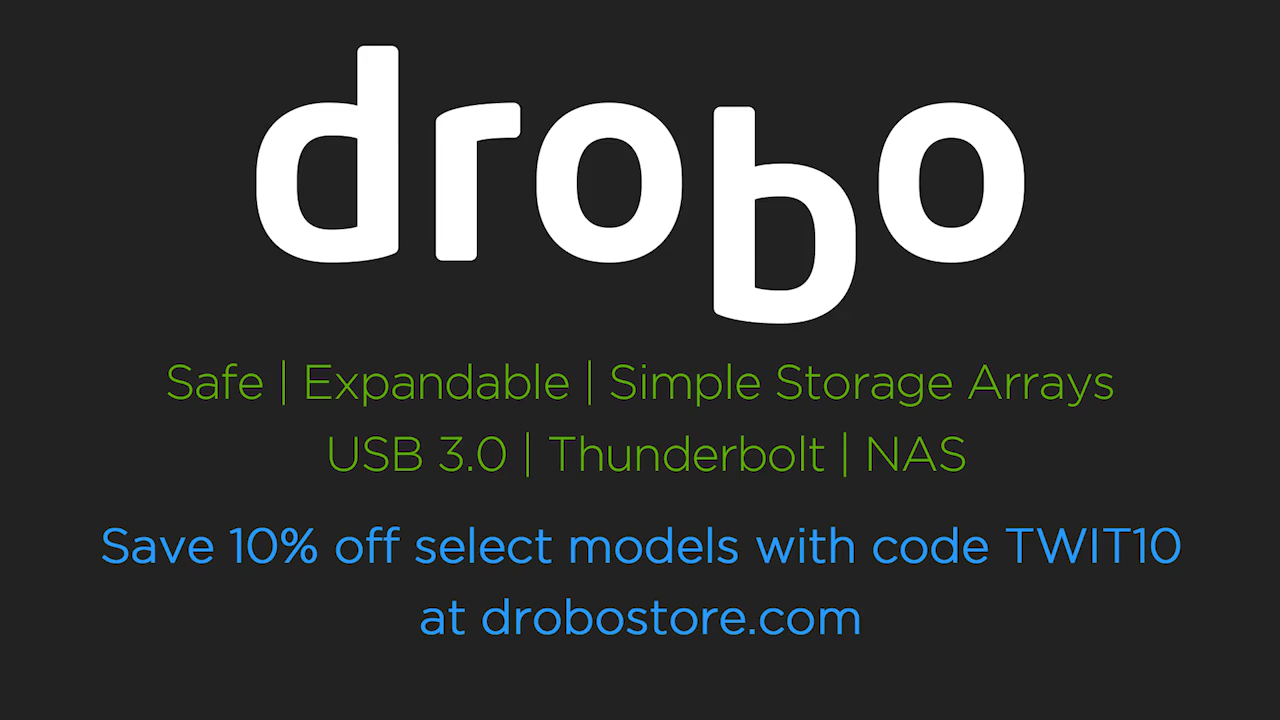 drobo
Safe | Expandable | Simple Storage Arrays
USB 3.0 | Thunderbolt | NAS
Save 10% off select models with code TWIT10
at drobostore.com